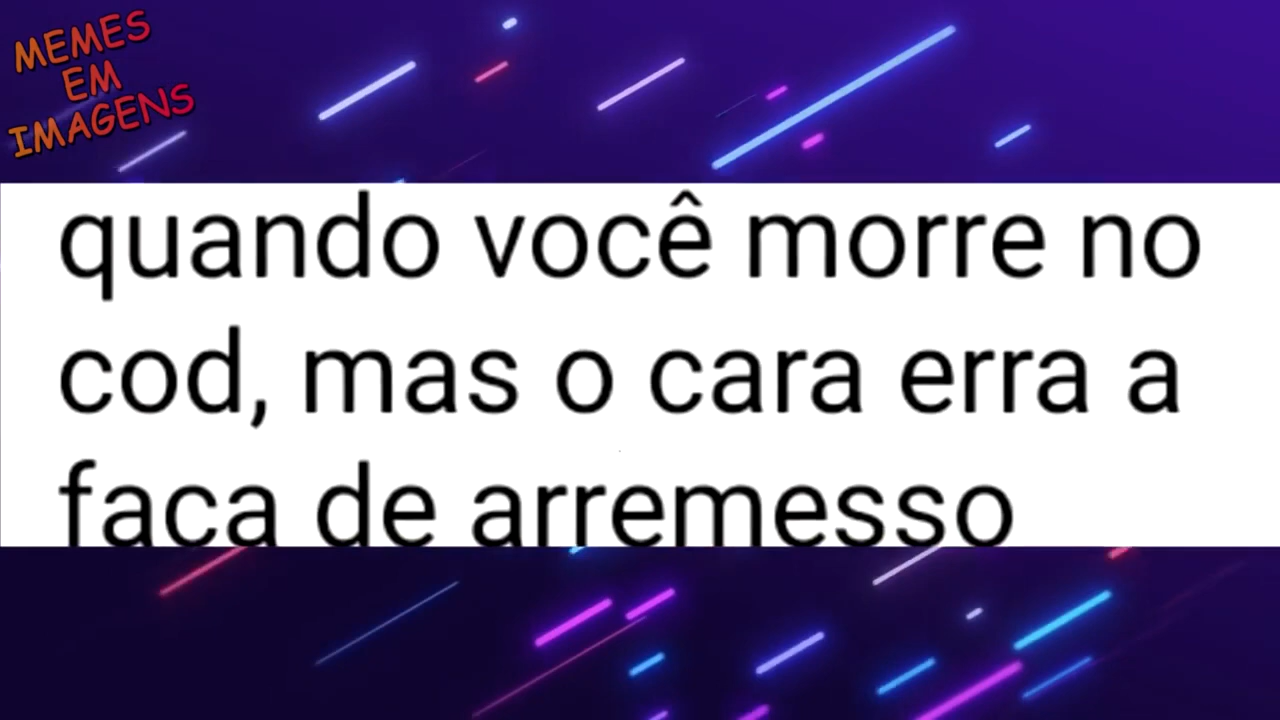 MEMES
EM
IMAGENS
quando você morre no
cod, mas o cara erra a
faca de arremesso